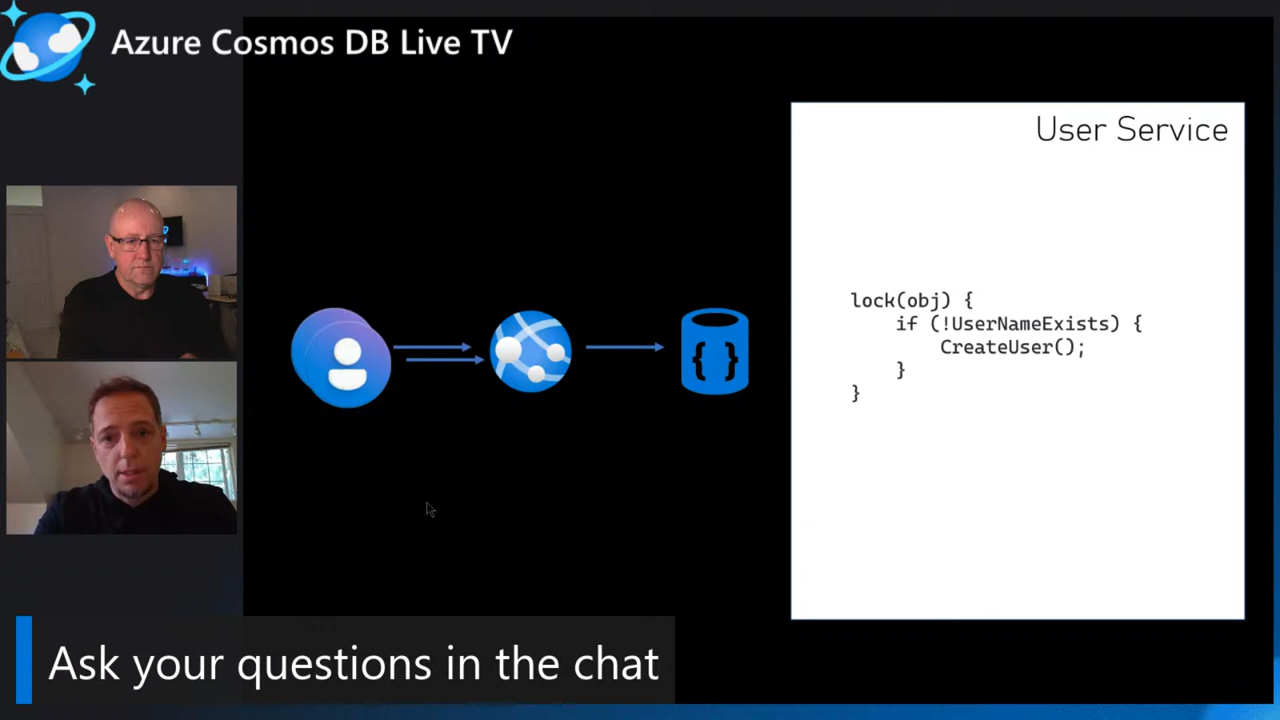 Azure Cosmos DB Live TV
User Service
lock(obj) {
    if (!UserNameExists) {
        CreateUser();
    }
}
{ }
Ask your questions in the chat